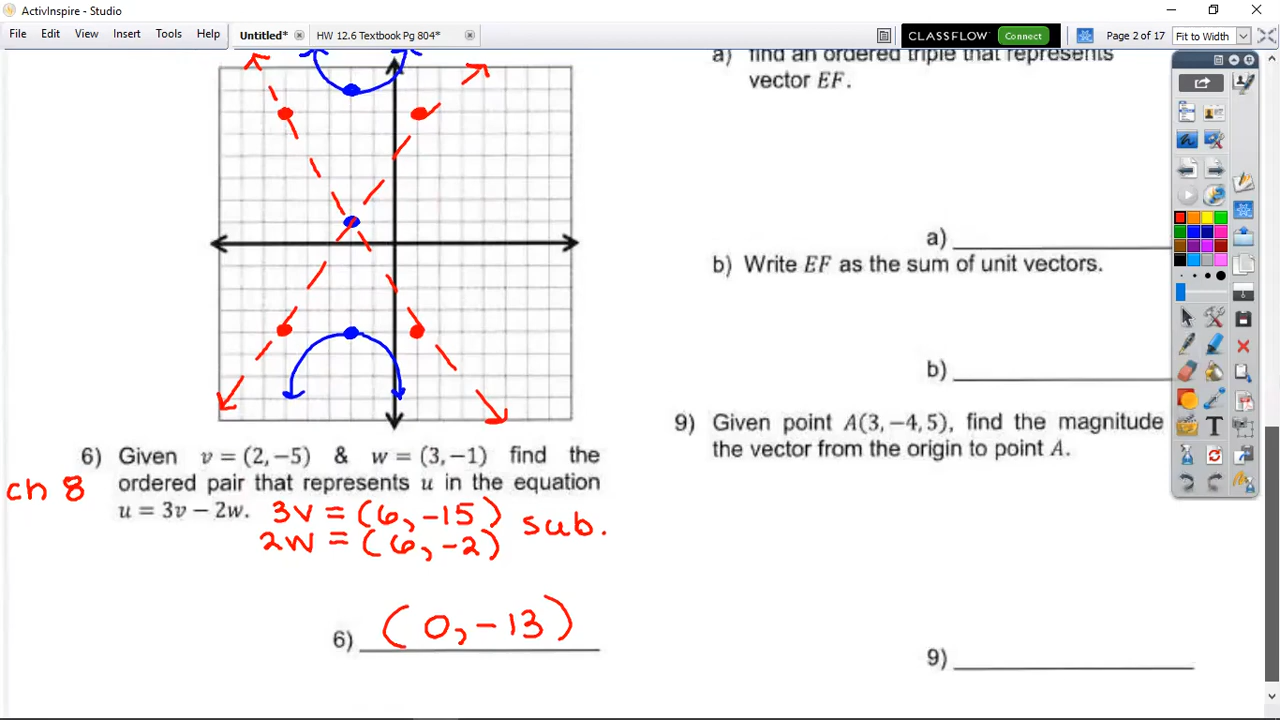 ActivInspire - Studio
File Edit View Insert Tools Help Untitled* HW 12.6 Textbook Pg 804* CLASSFLOW Connect Page 2 of 17 Fit to Width
6) Given v = (2, −5) & w = (3, −1) find the
ordered pair that represents u in the equation
u = 3v − 2w.
ch 8
3v = (6, -15)
2w = (6, -2)
sub.
6) (0, -13)
a) find an ordered triple that represents
vector EF.
a)
b) Write EF as the sum of unit vectors.
b)
9) Given point A(3, −4, 5), find the magnitude
the vector from the origin to point A.
9)